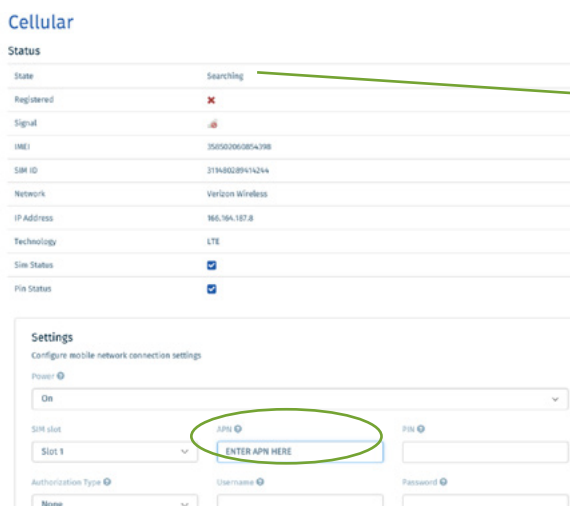 Cellular
Status
State Searching
Registered
Signal
IMEI 358502060854398
SIM ID 311480289414244
Network Verizon Wireless
IP Address 166.164.187.8
Technology LTE
Sim Status
Pin Status
Settings
Configure mobile network connection settings
Power
On
SIM slot APN PIN
Slot 1 ENTER APN HERE
Authorization Type Username Password
None